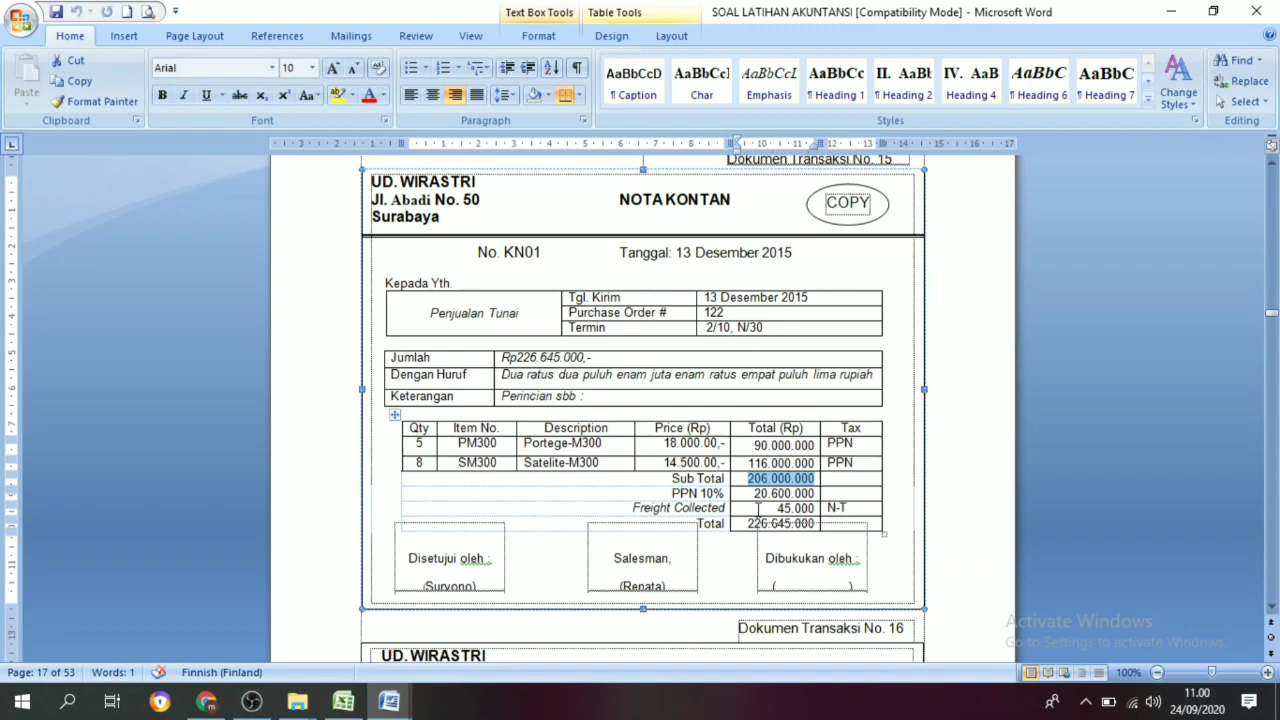 Text Box Tools
Table Tools
SOAL LATIHAN AKUNTANSI [Compatibility Mode] - Microsoft Word
Home
Insert
Page Layout
References
Mailings
Review
View
Format
Design
Layout
Paste
Cut
Copy
Format Painter
Clipboard
Arial
10
Font
Paragraph
AaBbCcD AaBbCcI AaBbCcL AaBbCc II. AaB IV. AaB AaBbC AaBbC
¶ Caption Char Emphasis ¶ Heading 1 ¶ Heading 2 ¶ Heading 4 ¶ Heading 6 ¶ Heading 7
Change Styles
Styles
Find
Replace
Select
Editing
Dokumen Transaksi No. 15
UD. WIRASTRI
Jl. Abadi No. 50
Surabaya
NOTA KONTAN
COPY
No. KN01 Tanggal: 13 Desember 2015
Kepada Yth.
Penjualan Tunai
Tgl. Kirim 13 Desember 2015
Purchase Order # 122
Termin 2/10, N/30
Jumlah Rp226.645.000,-
Dengan Huruf Dua ratus dua puluh enam juta enam ratus empat puluh lima rupiah
Keterangan Perincian sbb :
Qty Item No. Description Price (Rp) Total (Rp) Tax
5 PM300 Portege-M300 18.000.00,- 90.000.000 PPN
8 SM300 Satelite-M300 14.500.00,- 116.000.000 PPN
Sub Total 206.000.000
PPN 10% 20.600.000
Freight Collected 45.000 N-T
Total 226.645.000
Disetujui oleh : Salesman, Dibukukan oleh :
(Suryono) (Renata) ( )
Dokumen Transaksi No. 16
UD. WIRASTRI
Activate Windows
Go to Settings to activate Windows.
Page: 17 of 53 Words: 1 Finnish (Finland) 100%
11.00
24/09/2020